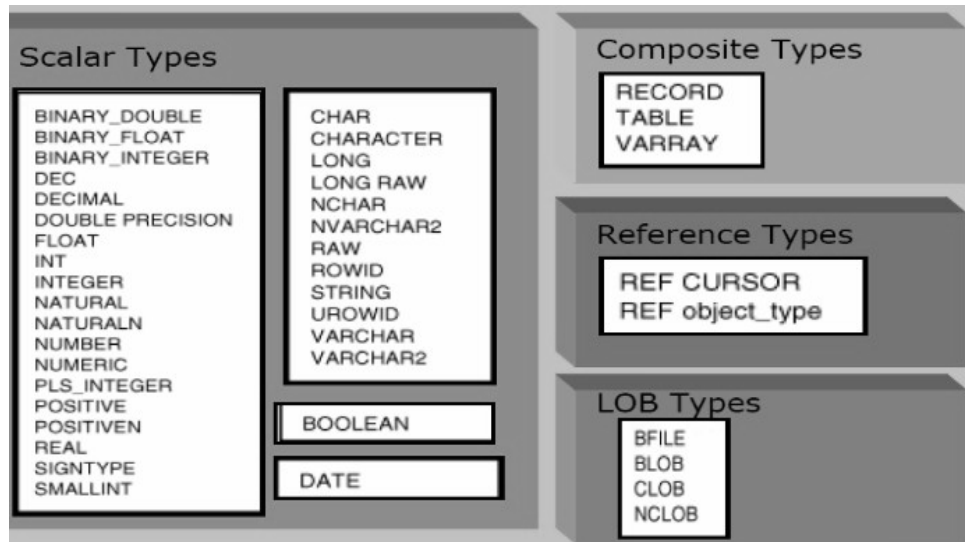 Scalar Types
BINARY_DOUBLE
BINARY_FLOAT
BINARY_INTEGER
DEC
DECIMAL
DOUBLE PRECISION
FLOAT
INT
INTEGER
NATURAL
NATURALN
NUMBER
NUMERIC
PLS_INTEGER
POSITIVE
POSITIVEN
REAL
SIGNTYPE
SMALLINT
CHAR
CHARACTER
LONG
LONG RAW
NCHAR
NVARCHAR2
RAW
ROWID
STRING
UROWID
VARCHAR
VARCHAR2
BOOLEAN
DATE
Composite Types
RECORD
TABLE
VARRAY
Reference Types
REF CURSOR
REF object_type
LOB Types
BFILE
BLOB
CLOB
NCLOB